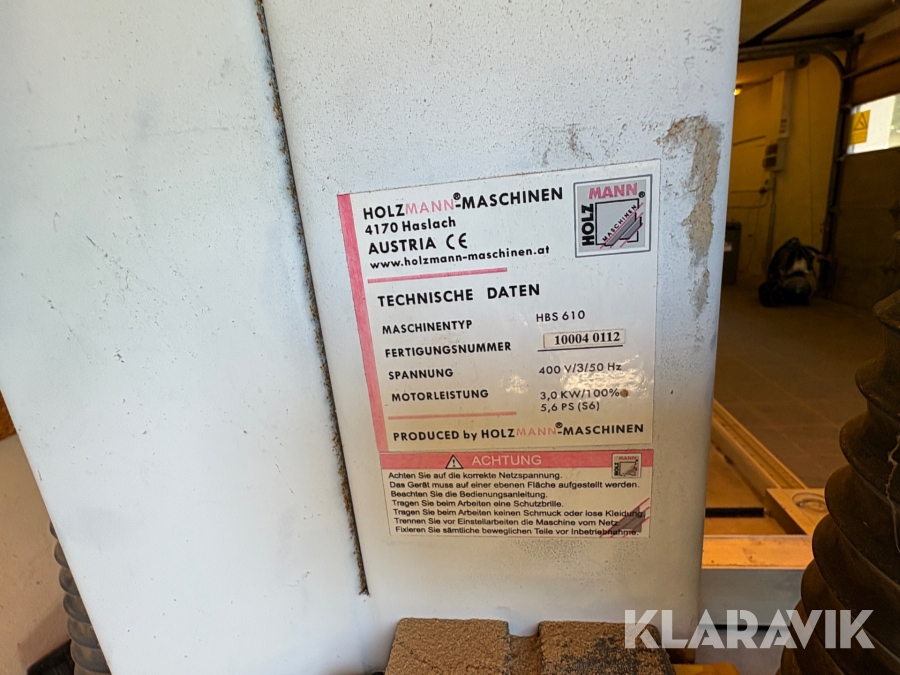 HOLZMANN®-MASCHINEN
4170 Haslach
AUSTRIA CE
www.holzmann-maschinen.at
HOLZ
MANN
MASCHINEN
®
TECHNISCHE DATEN
MASCHINENTYP HBS 610
FERTIGUNGSNUMMER 10004 0112
SPANNUNG 400 V/3/50 Hz
MOTORLEISTUNG 3,0 KW/100%
5,6 PS (S6)
PRODUCED by HOLZMANN®-MASCHINEN
ACHTUNG
Achten Sie auf die korrekte Netzspannung.
Das Gerät muss auf einer ebenen Fläche aufgestellt werden.
Beachten Sie die Bedienungsanleitung.
Tragen Sie beim Arbeiten eine Schutzbrille.
Tragen Sie beim Arbeiten keinen Schmuck oder lose Kleidung.
Trennen Sie vor Einstellarbeiten die Maschine vom Netz.
Fixieren Sie sämtliche beweglichen Teile vor Inbetriebnahme.
KLARAVIK